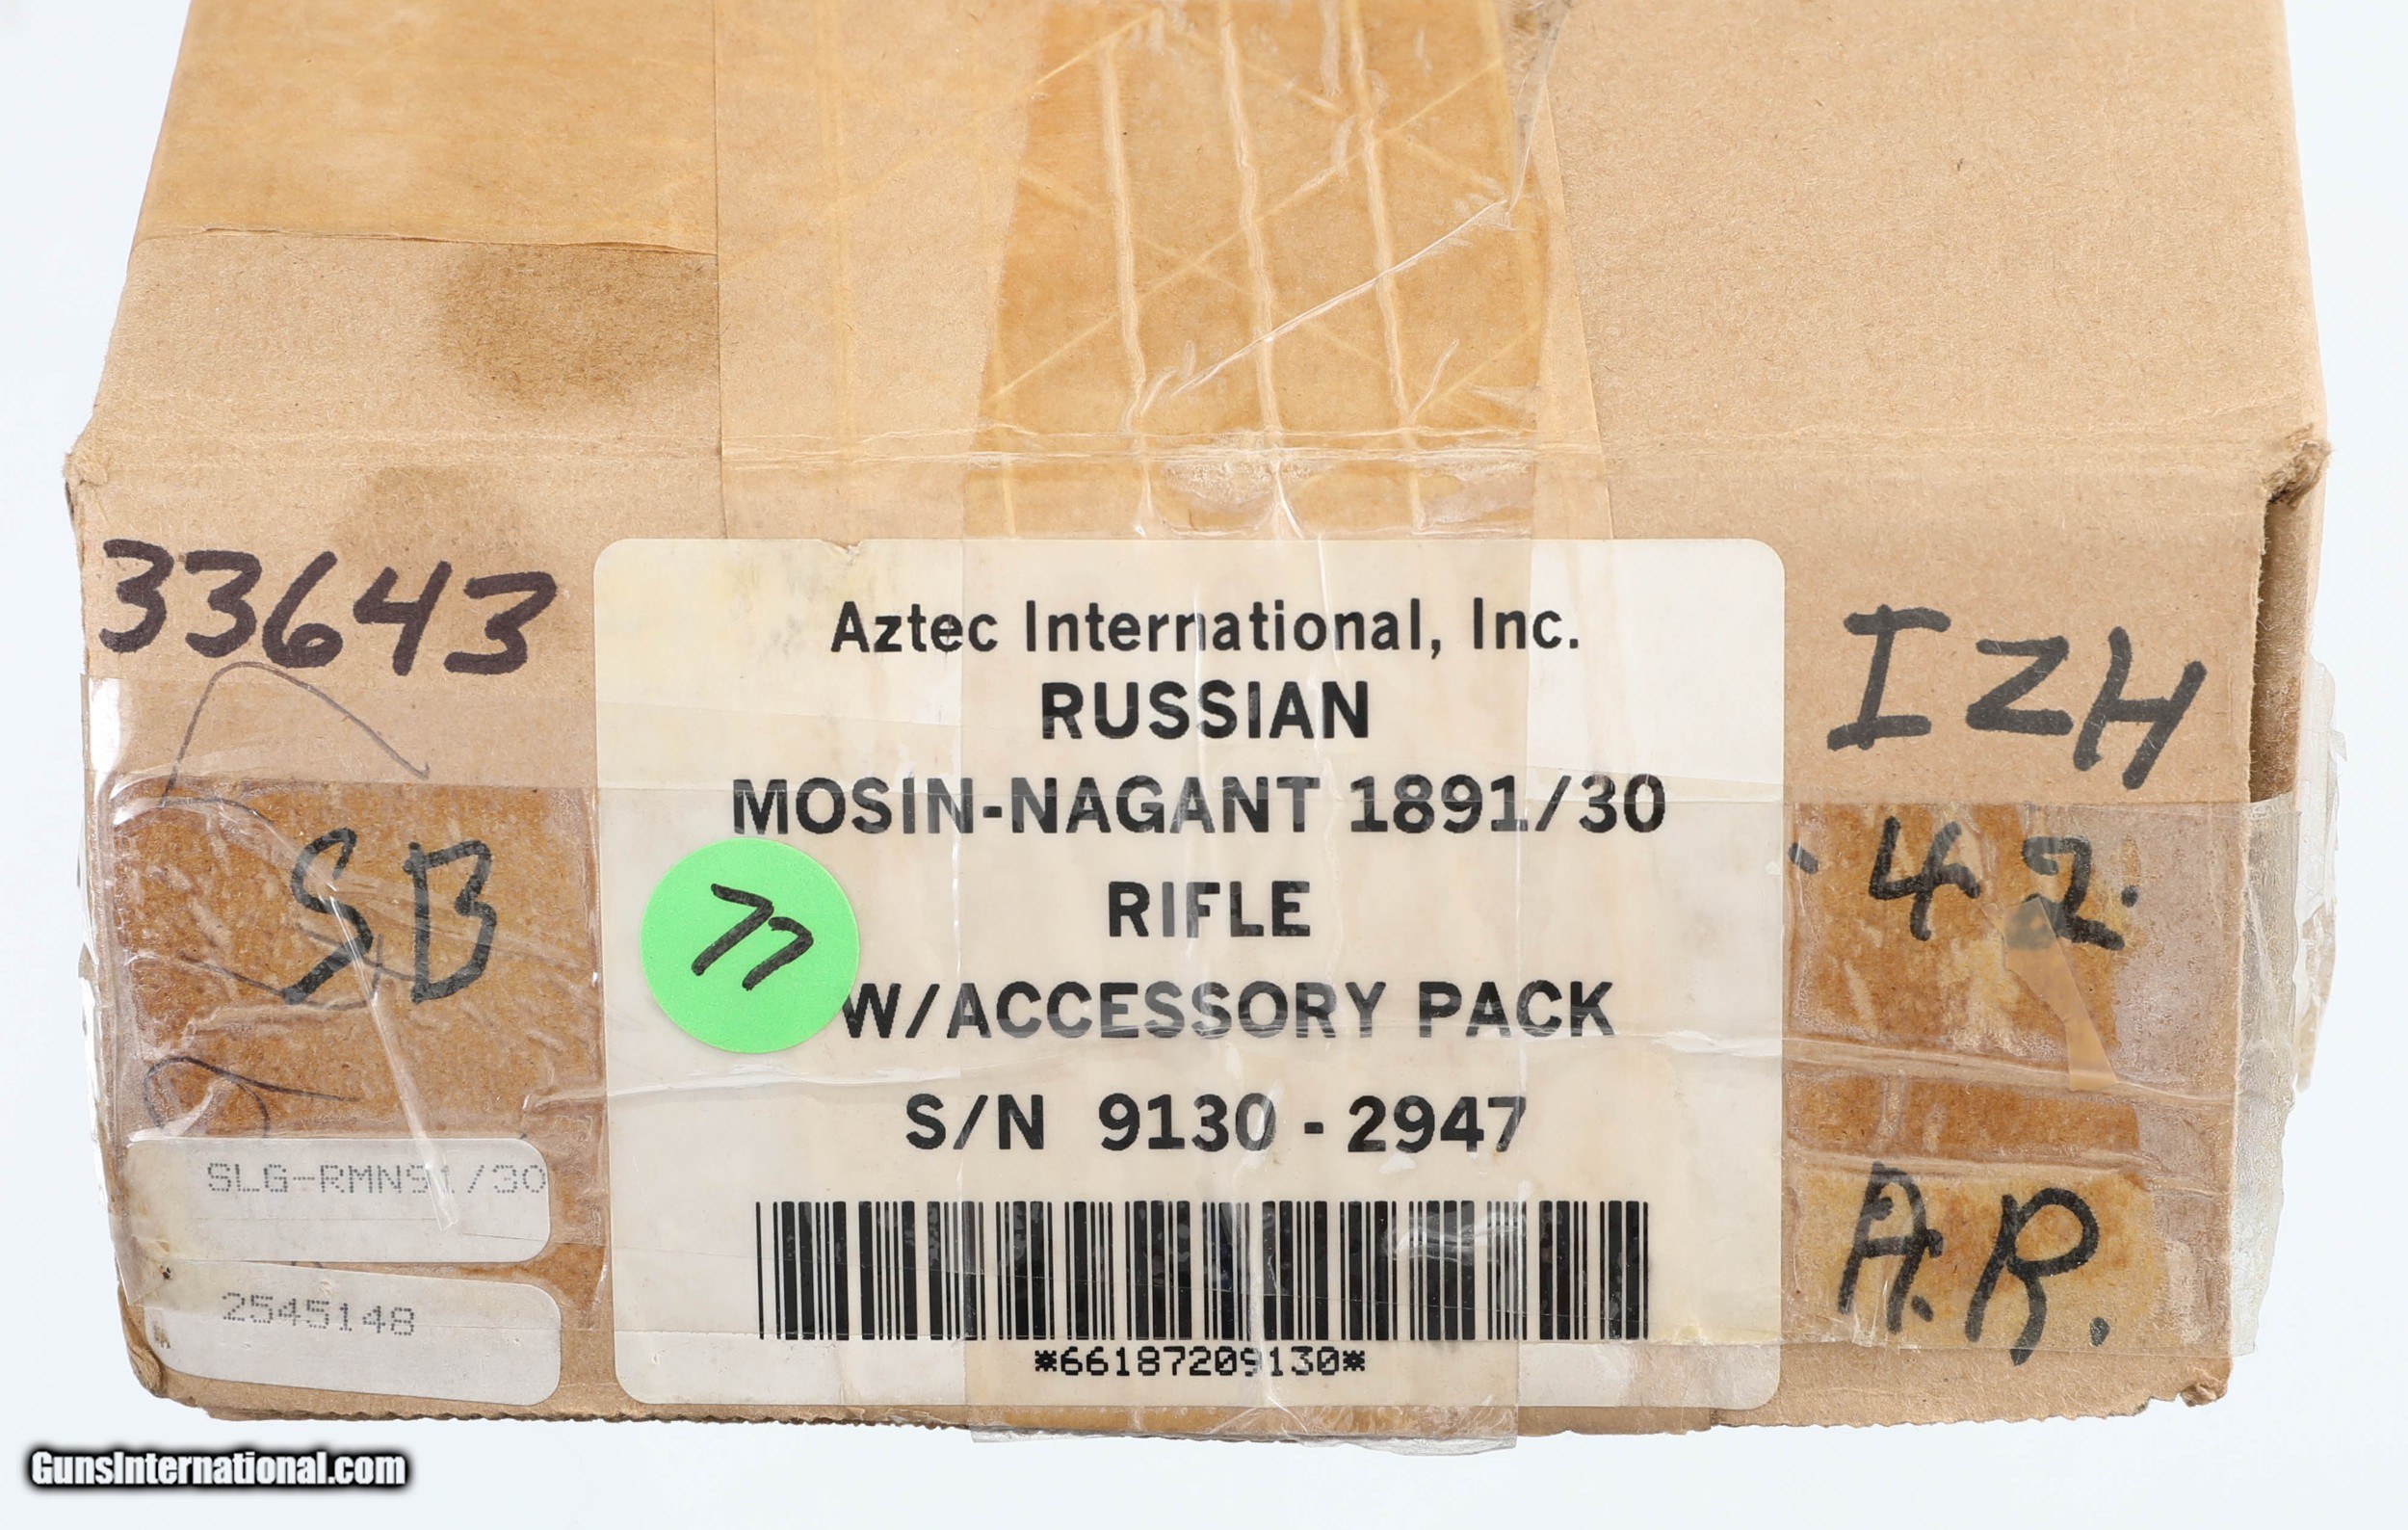 33643
Aztec International, Inc.
RUSSIAN
MOSIN-NAGANT 1891/30
RIFLE
W/ACCESSORY PACK
S/N 9130 - 2947
*66187209130*
77
SB
SLG-RMN91/30
2545148
IZH
.42.
A.R.
GunsInternational.com